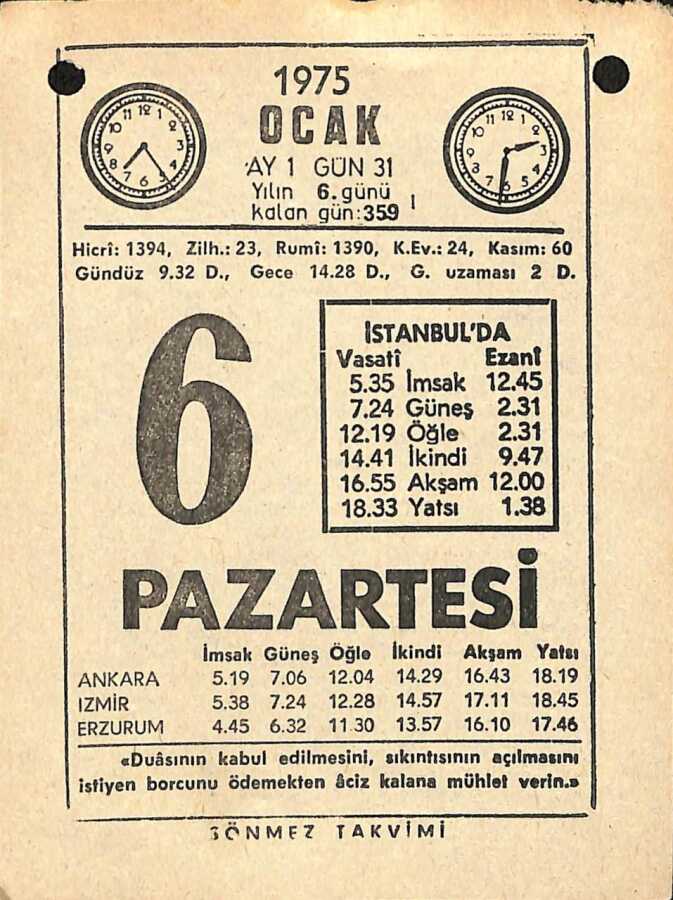 1975
OCAK
AY 1 GÜN 31
Yılın 6. günü
kalan gün: 359
Hicrî: 1394, Zilh.: 23, Rumî: 1390, K.Ev.: 24, Kasım: 60
Gündüz 9.32 D., Gece 14.28 D., G. uzaması 2 D.
6
İSTANBUL'DA
Vasatî Ezanî
5.35 İmsak 12.45
7.24 Güneş 2.31
12.19 Öğle 2.31
14.41 İkindi 9.47
16.55 Akşam 12.00
18.33 Yatsı 1.38
PAZARTESİ
İmsak Güneş Öğle İkindi Akşam Yatsı
ANKARA 5.19 7.06 12.04 14.29 16.43 18.19
IZMİR 5.38 7.24 12.28 14.57 17.11 18.45
ERZURUM 4.45 6.32 11.30 13.57 16.10 17.46
«Duâsının kabul edilmesini, sıkıntısının açılmasını
istiyen borcunu ödemekten âciz kalana mühlet verin.»
SÖNMEZ TAKVİMİ